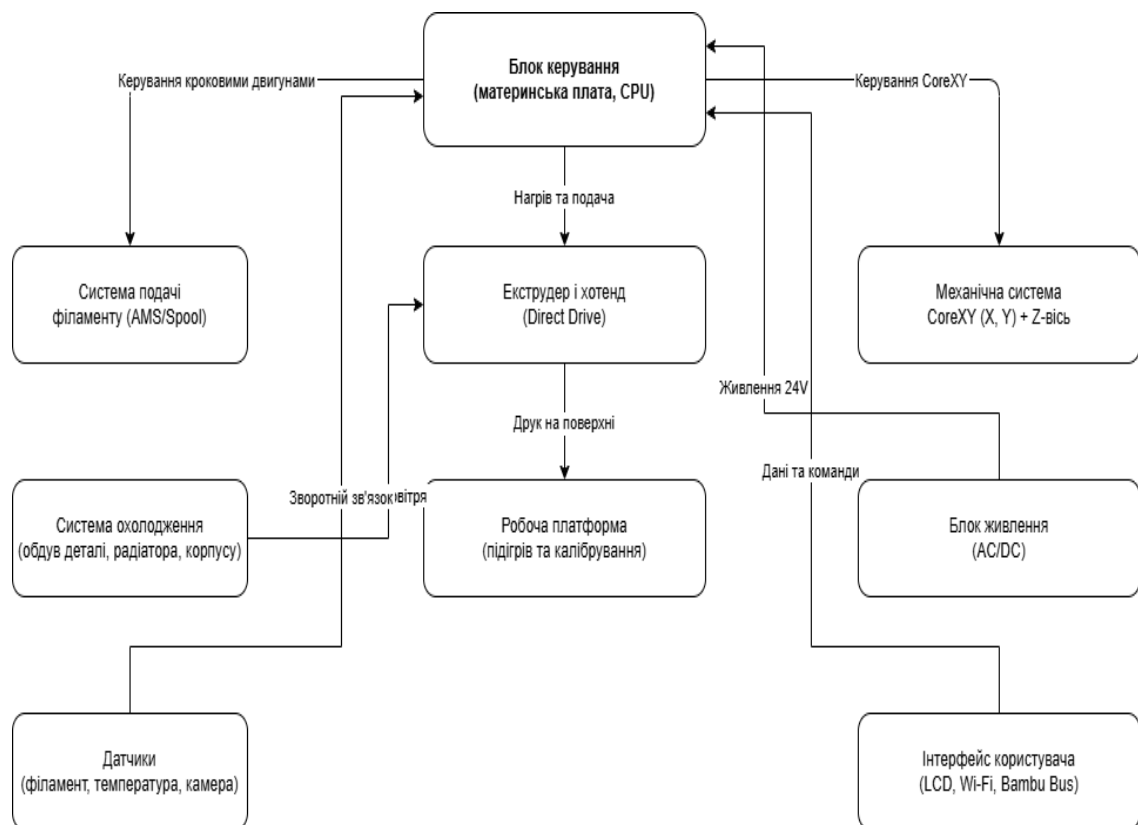 Блок керування
(материнська плата, CPU)
Керування кроковими двигунами
Керування CoreXY
Нагрів та подача
Система подачі
філаменту (AMS/Spool)
Екструдер і хотенд
(Direct Drive)
Механічна система
CoreXY (X, Y) + Z-вісь
Живлення 24V
Друк на поверхні
Дані та команди
Зворотній зв'язок
Система охолодження
(обдув деталі, радіатора, корпусу)
Робоча платформа
(підігрів та калібрування)
Блок живлення
(AC/DC)
Датчики
(філамент, температура, камера)
Інтерфейс користувача
(LCD, Wi-Fi, Bambu Bus)